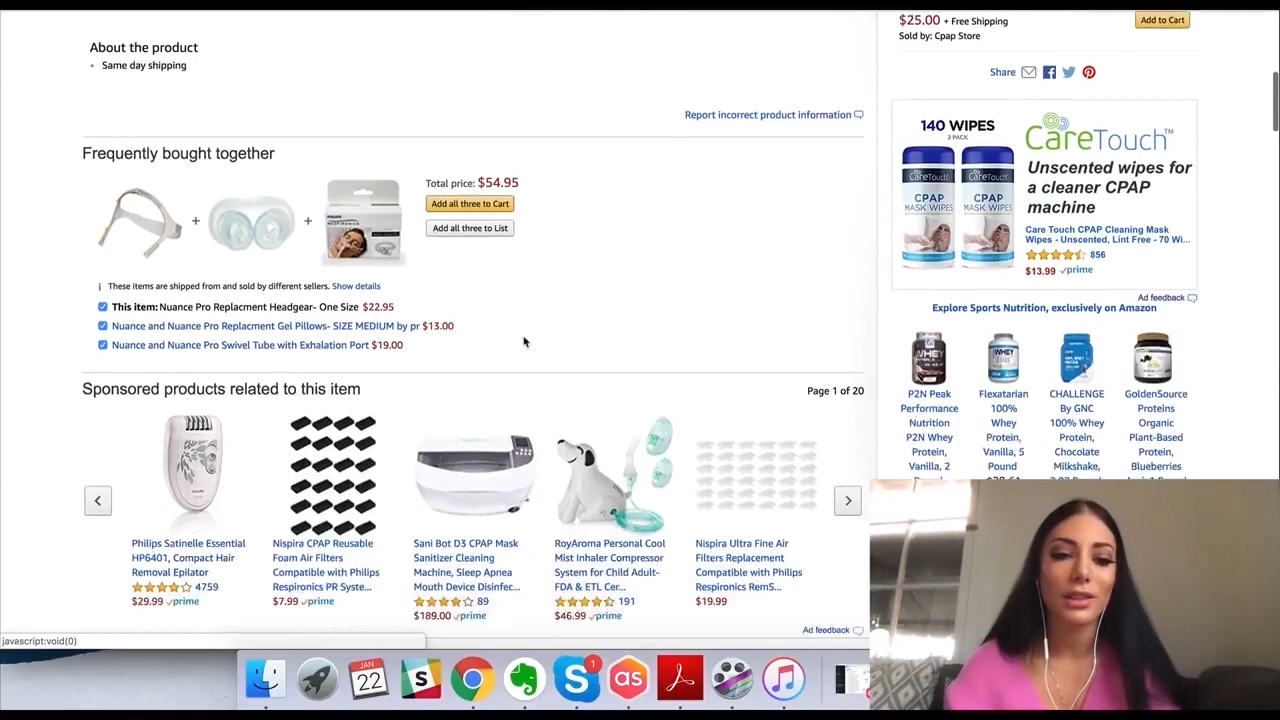 $25.00 + Free Shipping
Add to Cart
Sold by: Cpap Store
About the product
Same day shipping
Share
Report incorrect product information
140 WIPES
2 PACK
CareTouch™
Unscented wipes for
a cleaner CPAP
machine
CareTouch
CareTouch
CPAP
MASK WIPES
CPAP
MASK WIPES
Care Touch CPAP Cleaning Mask
Wipes - Unscented, Lint Free - 70 Wi...
856
$13.99 prime
Ad feedback
Frequently bought together
Total price: $54.95
Add all three to Cart
Add all three to List
+
+
PHILIPS
RESPIRONICS
These items are shipped from and sold by different sellers. Show details
This item: Nuance Pro Replacment Headgear- One Size $22.95
Nuance and Nuance Pro Replacment Gel Pillows- SIZE MEDIUM by pr $13.00
Nuance and Nuance Pro Swivel Tube with Exhalation Port $19.00
Explore Sports Nutrition, exclusively on Amazon
WHEY
WHEY
P2N Peak
Performance
Nutrition
P2N Whey
Protein,
Vanilla, 2
Flexatarian
100%
Whey
Protein,
Vanilla, 5
Pound
CHALLENGE
By GNC
100% Whey
Protein,
Chocolate
Milkshake,
GoldenSource
Proteins
Organic
Plant-Based
Protein,
Blueberries
Sponsored products related to this item
Page 1 of 20
Philips Satinelle Essential
HP6401, Compact Hair
Removal Epilator
4759
$29.99 prime
Nispira CPAP Reusable
Foam Air Filters
Compatible with Philips
Respironics PR Syste...
$7.99 prime
Sani Bot D3 CPAP Mask
Sanitizer Cleaning
Machine, Sleep Apnea
Mouth Device Disinfec...
89
$189.00 prime
RoyAroma Personal Cool
Mist Inhaler Compressor
System for Child Adult-
FDA & ETL Cer...
191
$46.99 prime
Nispira Ultra Fine Air
Filters Replacement
Compatible with Philips
Respironics RemS...
$19.99
Ad feedback
javascript:void(0)
JAN
22
S
S
1
as